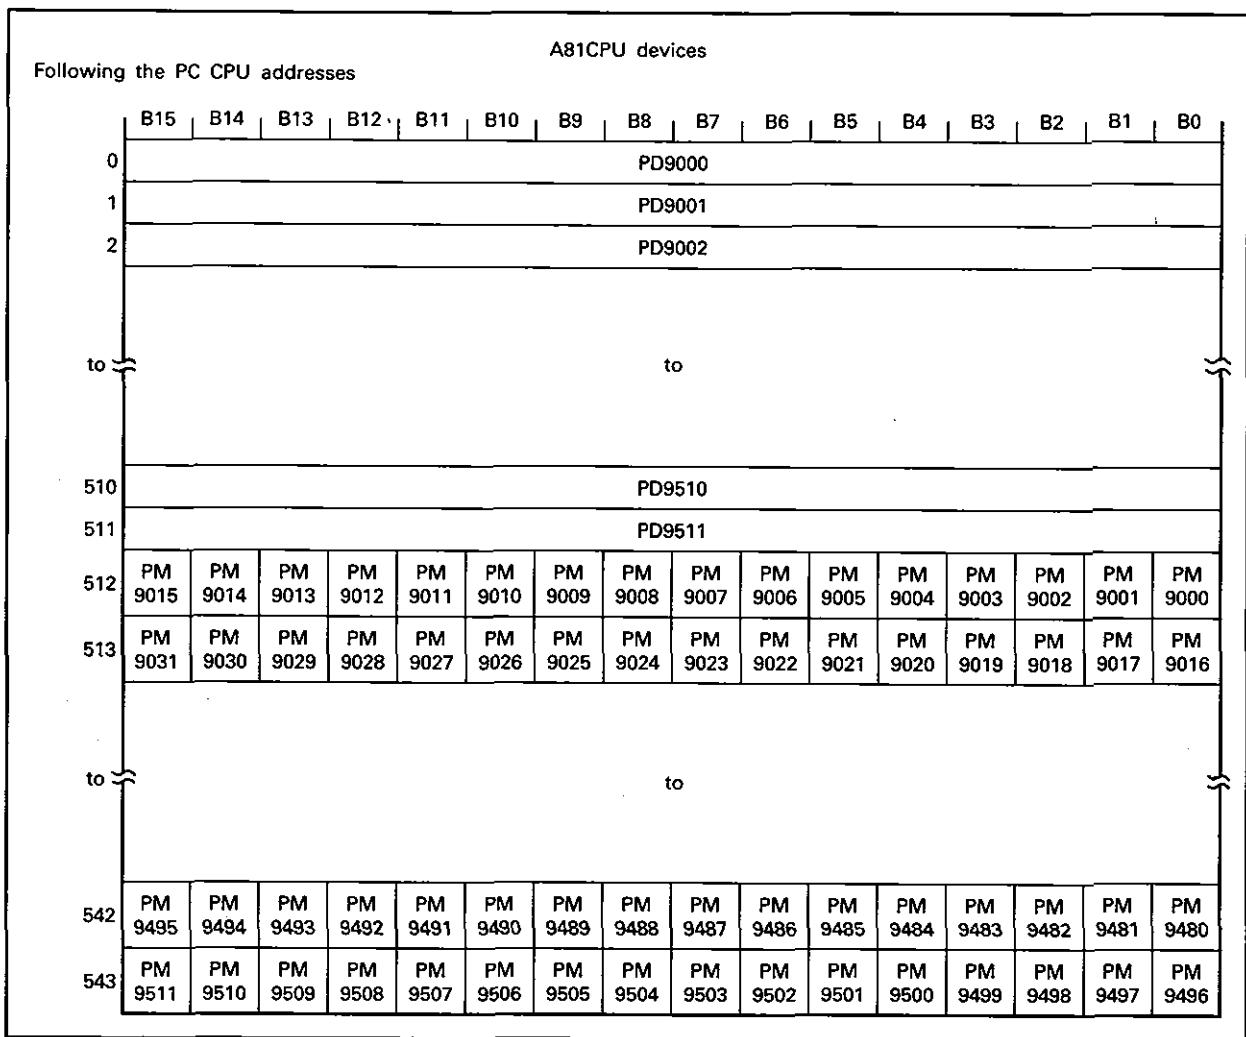 A81CPU devices
Following the PC CPU addresses
B15 B14 B13 B12 B11 B10 B9 B8 B7 B6 B5 B4 B3 B2 B1 B0
0 PD9000
1 PD9001
2 PD9002
to to
510 PD9510
511 PD9511
PM PM PM PM PM PM PM PM PM PM PM PM PM PM PM PM
512 9015 9014 9013 9012 9011 9010 9009 9008 9007 9006 9005 9004 9003 9002 9001 9000
PM PM PM PM PM PM PM PM PM PM PM PM PM PM PM PM
513 9031 9030 9029 9028 9027 9026 9025 9024 9023 9022 9021 9020 9019 9018 9017 9016
to to
PM PM PM PM PM PM PM PM PM PM PM PM PM PM PM PM
542 9495 9494 9493 9492 9491 9490 9489 9488 9487 9486 9485 9484 9483 9482 9481 9480
PM PM PM PM PM PM PM PM PM PM PM PM PM PM PM PM
543 9511 9510 9509 9508 9507 9506 9505 9504 9503 9502 9501 9500 9499 9498 9497 9496